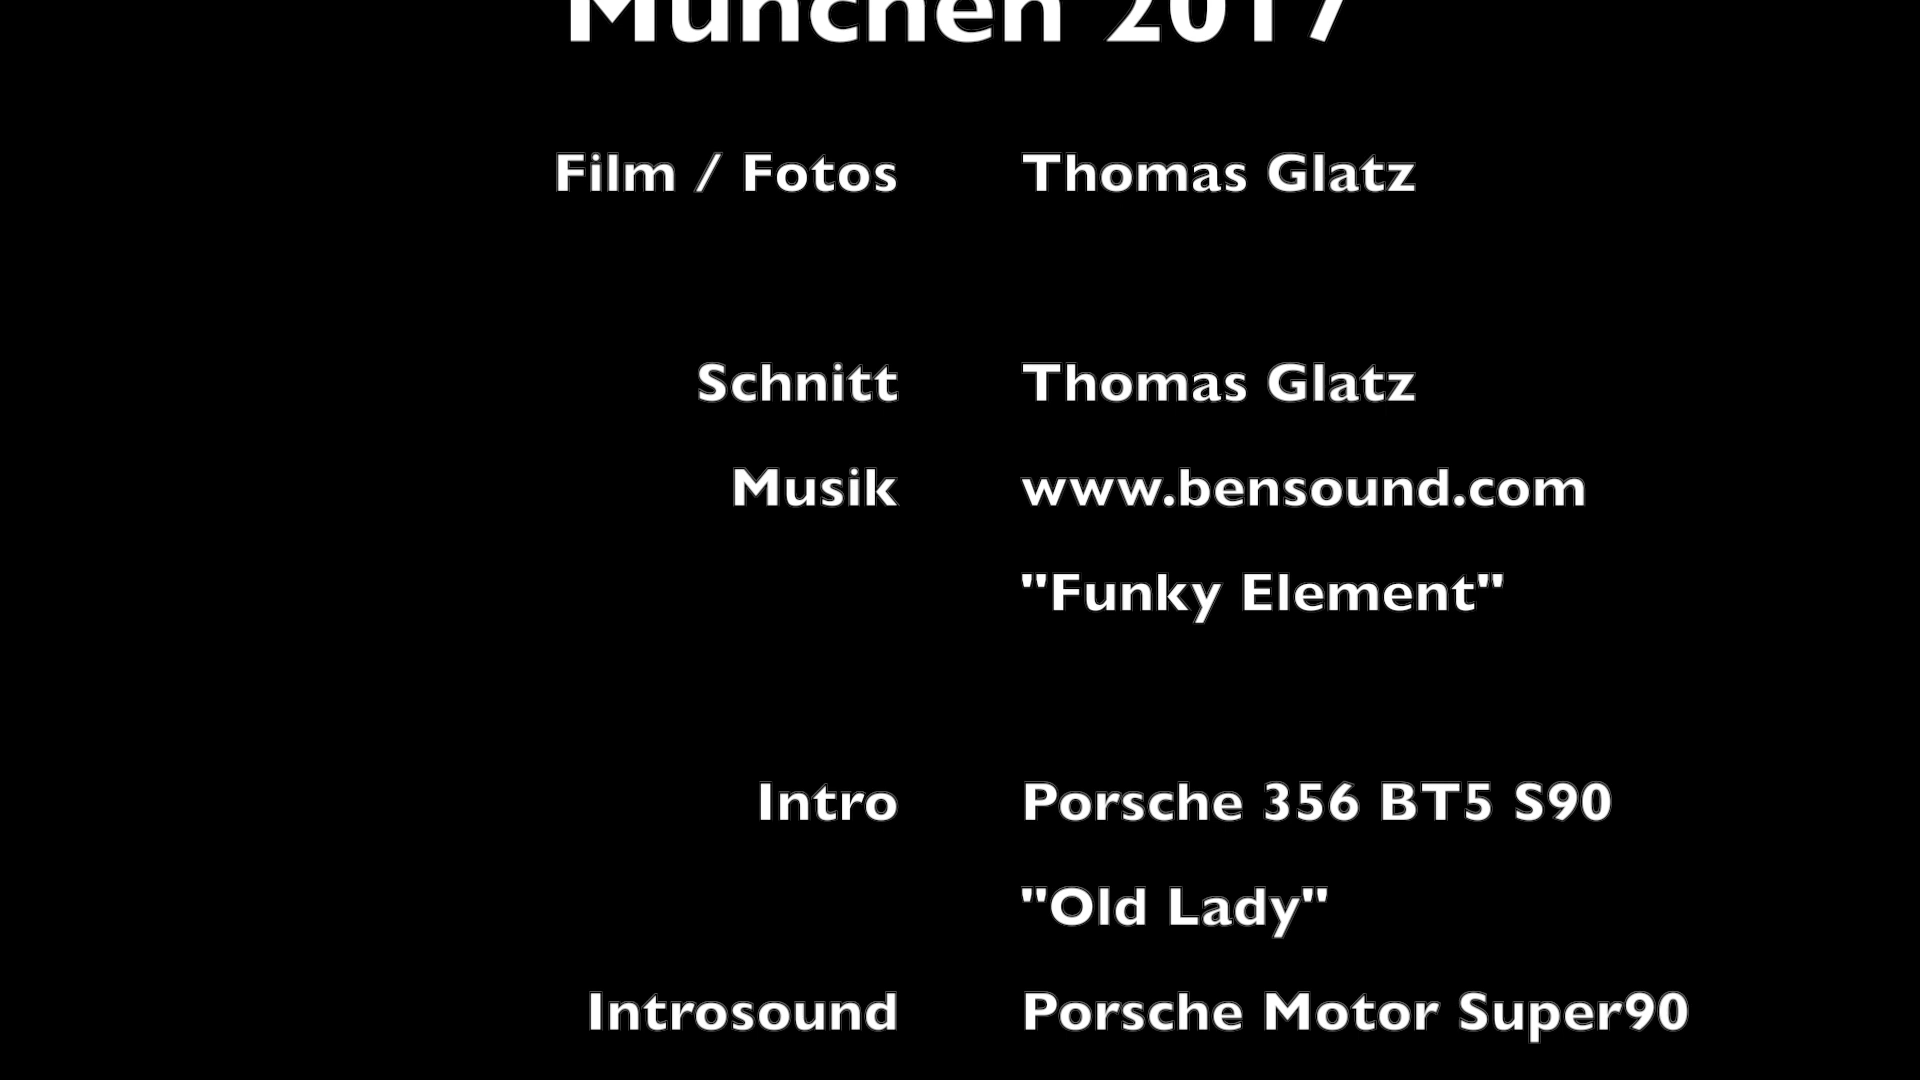 München 2017
Film / Fotos Thomas Glatz
Schnitt Thomas Glatz
Musik www.bensound.com
"Funky Element"
Intro Porsche 356 BT5 S90
"Old Lady"
Introsound Porsche Motor Super90